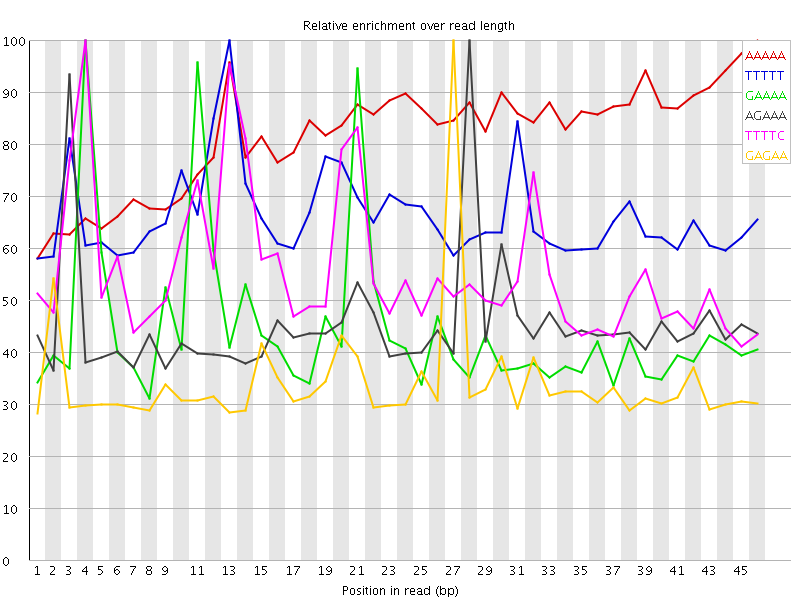 Relative enrichment over read length
100
90
80
70
60
50
40
30
20
10
0
AAAAA
TTTTT
GAAAA
AGAAA
TTTTC
GAGAA
1 2 3 4 5 6 7 8 9 11 13 15 17 19 21 23 25 27 29 31 33 35 37 39 41 43 45
Position in read (bp)